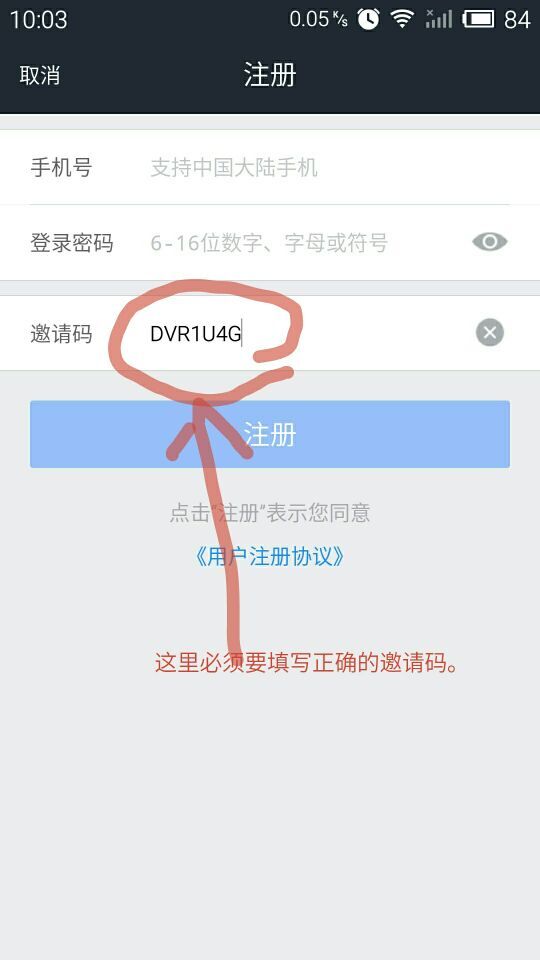 10:03 0.05 K/s 84
取消 注册
手机号 支持中国大陆手机
登录密码 6-16位数字、字母或符号
邀请码 DVR1U4G
注册
点击“注册”表示您同意
《用户注册协议》
这里必须要填写正确的邀请码。